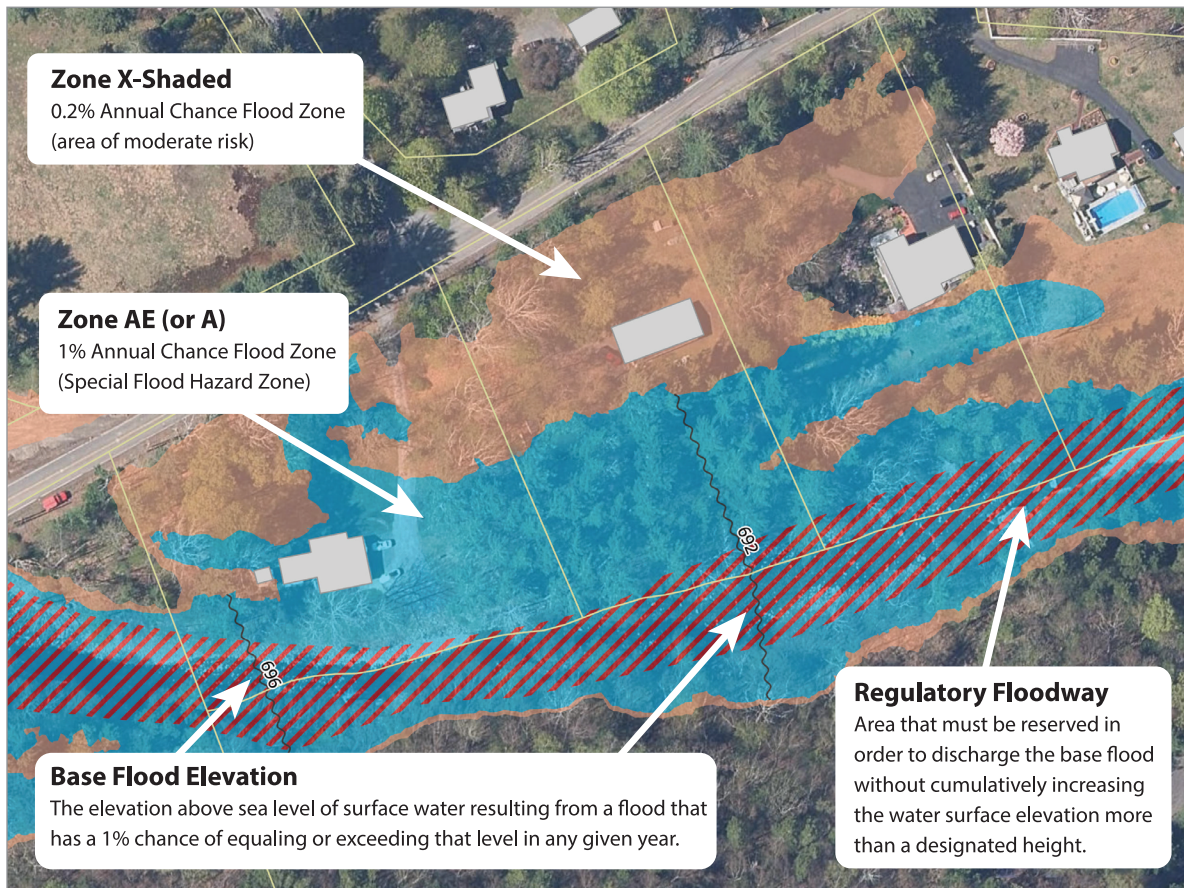 Zone X-Shaded
0.2% Annual Chance Flood Zone
(area of moderate risk)
Zone AE (or A)
1% Annual Chance Flood Zone
(Special Flood Hazard Zone)
692
696
Base Flood Elevation
The elevation above sea level of surface water resulting from a flood that
has a 1% chance of equaling or exceeding that level in any given year.
Regulatory Floodway
Area that must be reserved in
order to discharge the base flood
without cumulatively increasing
the water surface elevation more
than a designated height.